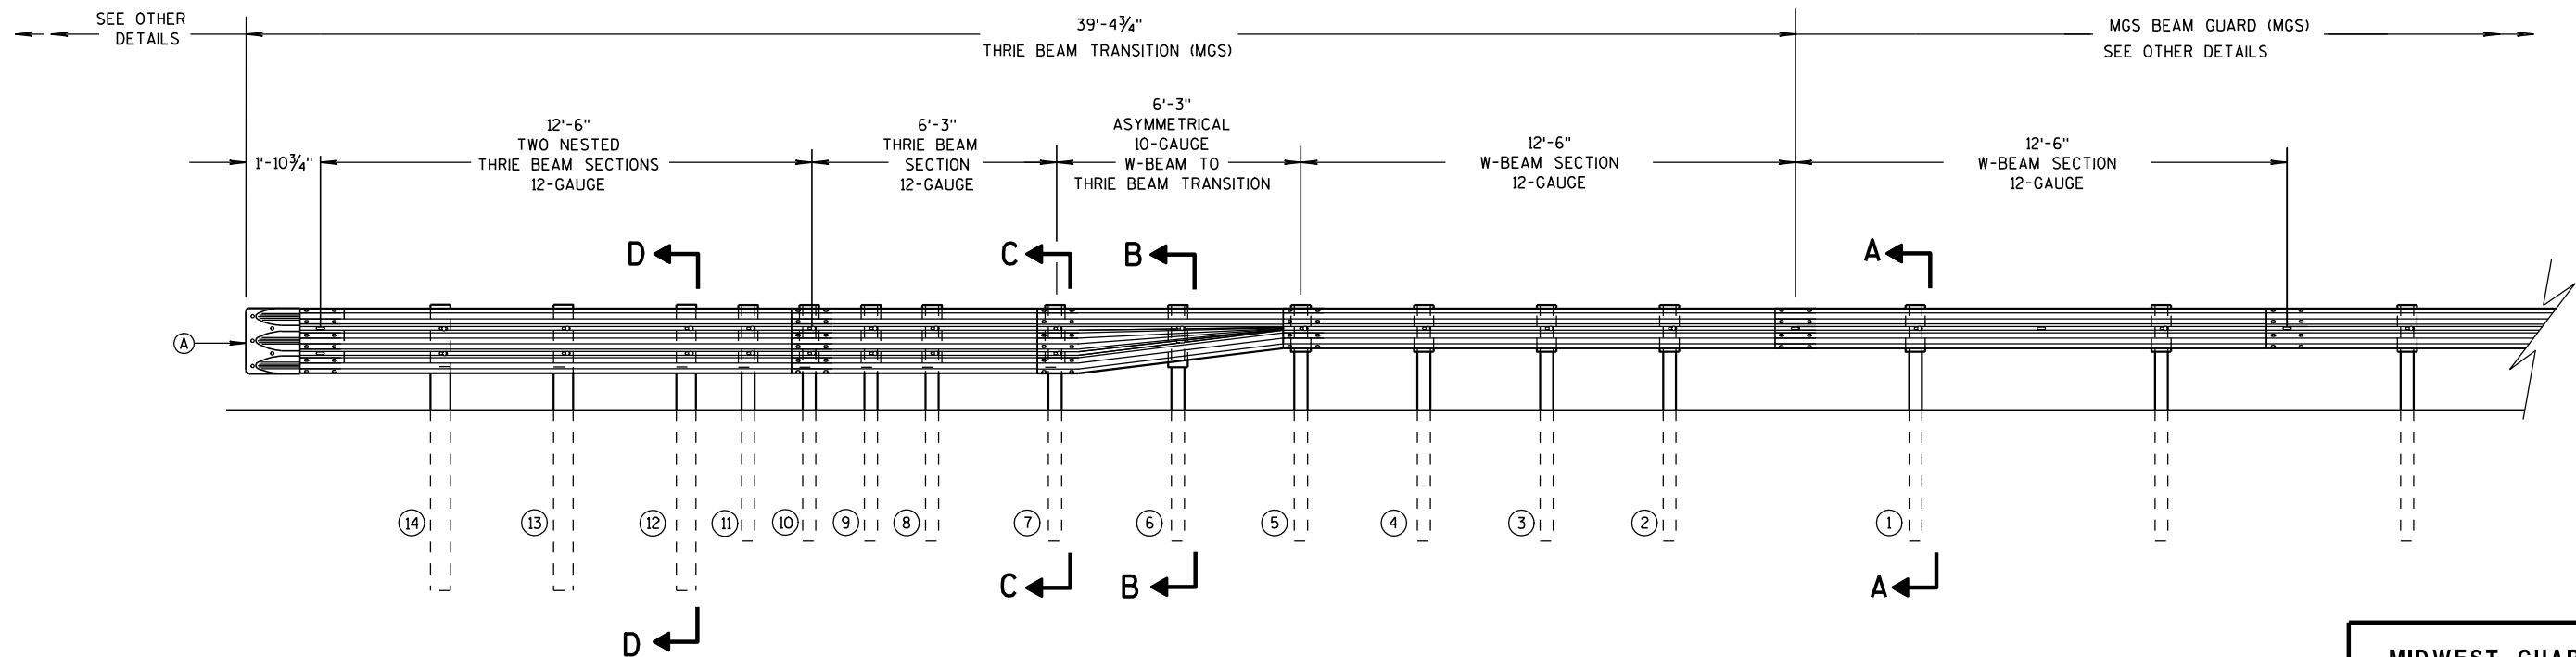 SEE OTHER
DETAILS
39'-4¾"
THRIE BEAM TRANSITION (MGS)
MGS BEAM GUARD (MGS)
SEE OTHER DETAILS
1'-10¾"
12'-6"
TWO NESTED
THRIE BEAM SECTIONS
12-GAUGE
6'-3"
THRIE BEAM
SECTION
12-GAUGE
6'-3"
ASYMMETRICAL
10-GAUGE
W-BEAM TO
THRIE BEAM TRANSITION
12'-6"
W-BEAM SECTION
12-GAUGE
12'-6"
W-BEAM SECTION
12-GAUGE
D
C
B
A
A
14
13
12
11
10
9
8
7
6
5
4
3
2
1
C
B
A
D